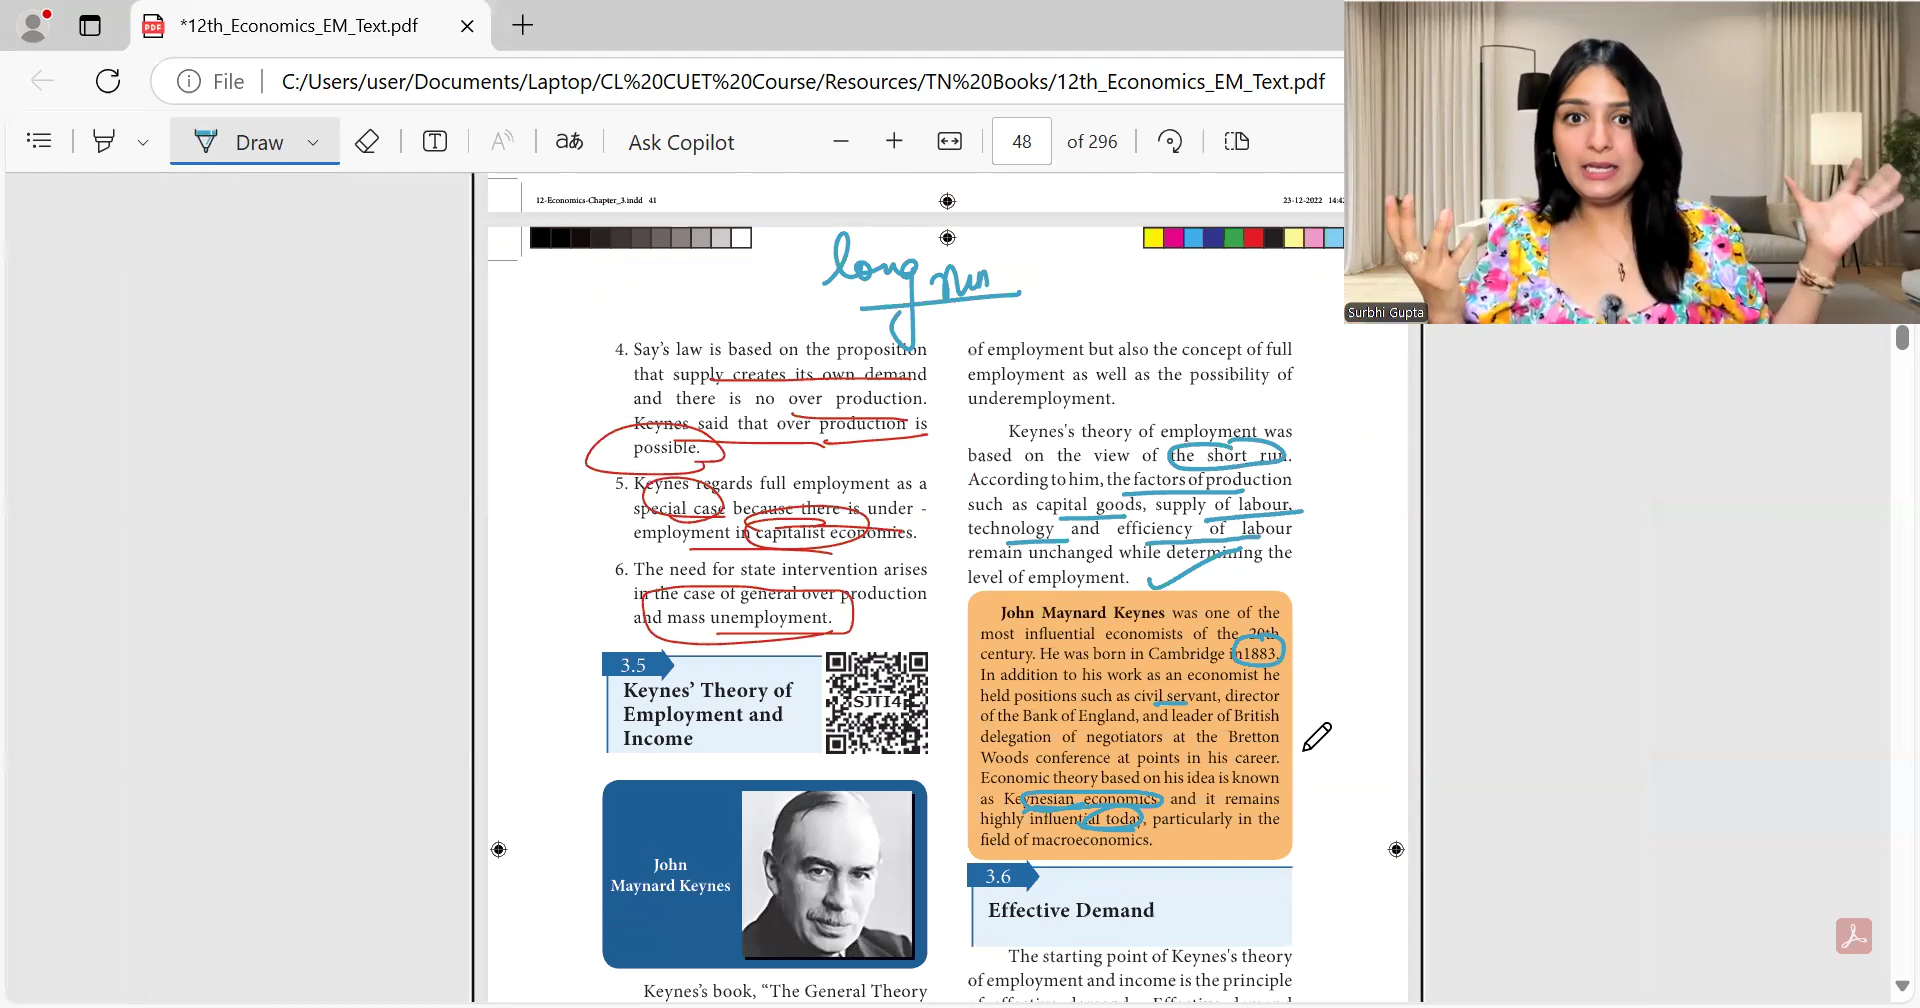 *12th_Economics_EM_Text.pdf
File
C:/Users/user/Documents/Laptop/CL%20CUET%20Course/Resources/TN%20Books/12th_Economics_EM_Text.pdf
Draw
Ask Copilot
48 of 296
Surbhi Gupta
12-Economics-Chapter_3.indd 41
23-12-2022 14:42
long run
4. Say's law is based on the proposition
that supply creates its own demand
and there is no over production.
Keynes said that over production is
possible.
5. Keynes regards full employment as a
special case because there is under -
employment in capitalist economies.
6. The need for state intervention arises
in the case of general over production
and mass unemployment.
3.5
Keynes' Theory of
Employment and
Income
SJTI4
John
Maynard Keynes
Keynes's book, "The General Theory
of employment but also the concept of full
employment as well as the possibility of
underemployment.
Keynes's theory of employment was
based on the view of the short run.
According to him, the factors of production
such as capital goods, supply of labour,
technology and efficiency of labour
remain unchanged while determining the
level of employment.
John Maynard Keynes was one of the
most influential economists of the 20th
century. He was born in Cambridge in1883.
In addition to his work as an economist he
held positions such as civil servant, director
of the Bank of England, and leader of British
delegation of negotiators at the Bretton
Woods conference at points in his career.
Economic theory based on his idea is known
as Keynesian economics and it remains
highly influential today, particularly in the
field of macroeconomics.
3.6
Effective Demand
The starting point of Keynes's theory
of employment and income is the principle